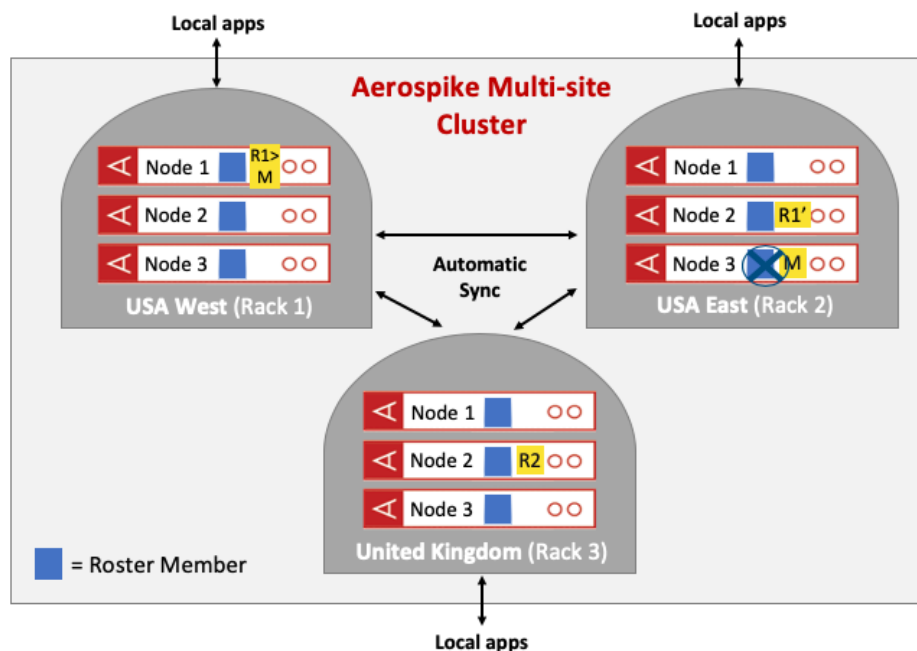 Local apps
Local apps
Aerospike Multi-site
Cluster
A Node 1 R1>
M
A Node 2
A Node 3
USA West (Rack 1)
A Node 1
A Node 2 R1’
A Node 3 M
USA East (Rack 2)
Automatic
Sync
A Node 1
A Node 2 R2
A Node 3
United Kingdom (Rack 3)
= Roster Member
Local apps